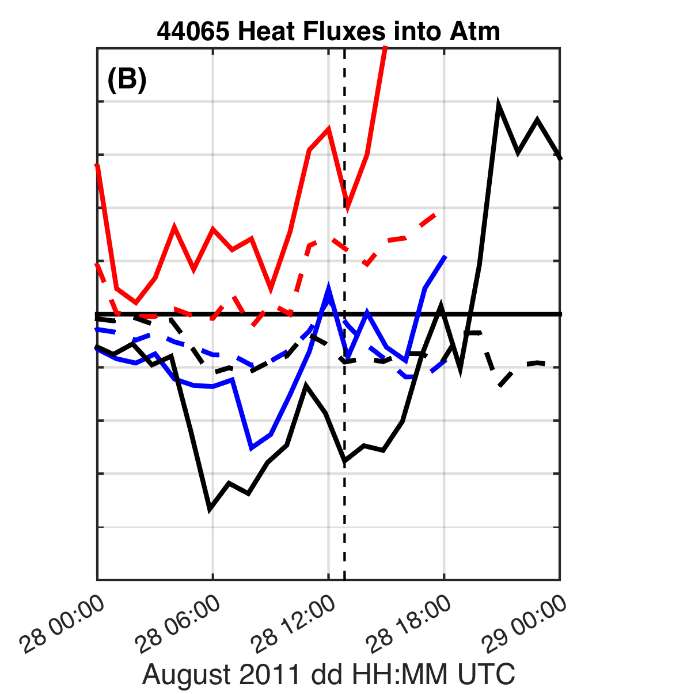 44065 Heat Fluxes into Atm
(B)
28 00:00
28 06:00
28 12:00
28 18:00
29 00:00
August 2011 dd HH:MM UTC